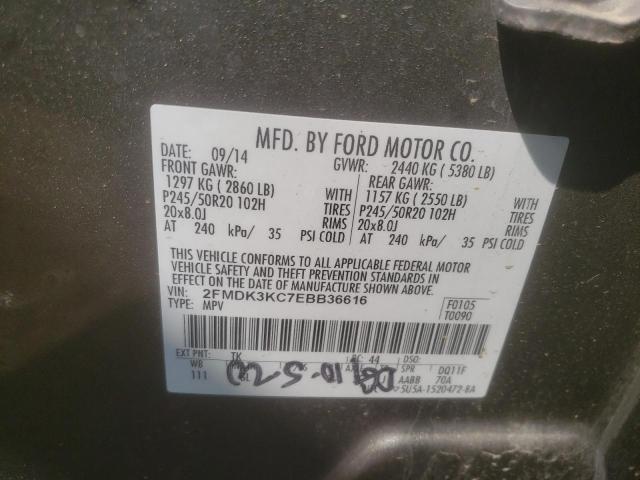 MFD. BY FORD MOTOR CO.
DATE: 09/14 GVWR: 2440 KG ( 5380 LB)
FRONT GAWR: REAR GAWR:
1297 KG ( 2860 LB) WITH 1157 KG ( 2550 LB) WITH
P245/50R20 102H TIRES P245/50R20 102H TIRES
20x8.0J RIMS 20x8.0J RIMS
AT 240 kPa/ 35 PSI COLD AT 240 kPa/ 35 PSI COLD
THIS VEHICLE CONFORMS TO ALL APPLICABLE FEDERAL MOTOR
VEHICLE SAFETY AND THEFT PREVENTION STANDARDS IN
EFFECT ON THE DATE OF MANUFACTURE SHOWN ABOVE.
VIN: 2FMDK3KC7EBB36616 F0105
TYPE: MPV T0090
EXT PNT: TK RC: 44 DSO:
WB SPR DQ11F
111 AABB 70A
5U5A-1520472-BA